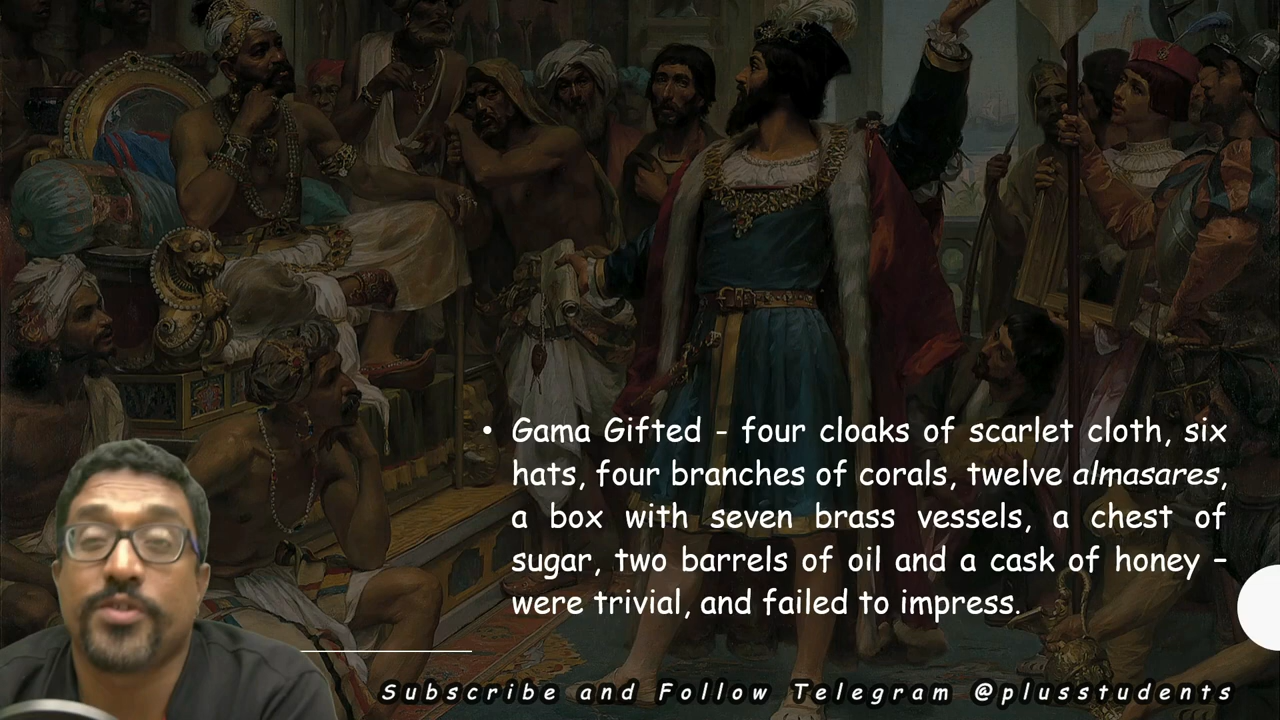 • Gama Gifted - four cloaks of scarlet cloth, six
hats, four branches of corals, twelve almasares,
a box with seven brass vessels, a chest of
sugar, two barrels of oil and a cask of honey –
were trivial, and failed to impress.
Subscribe and Follow Telegram @plusstudents